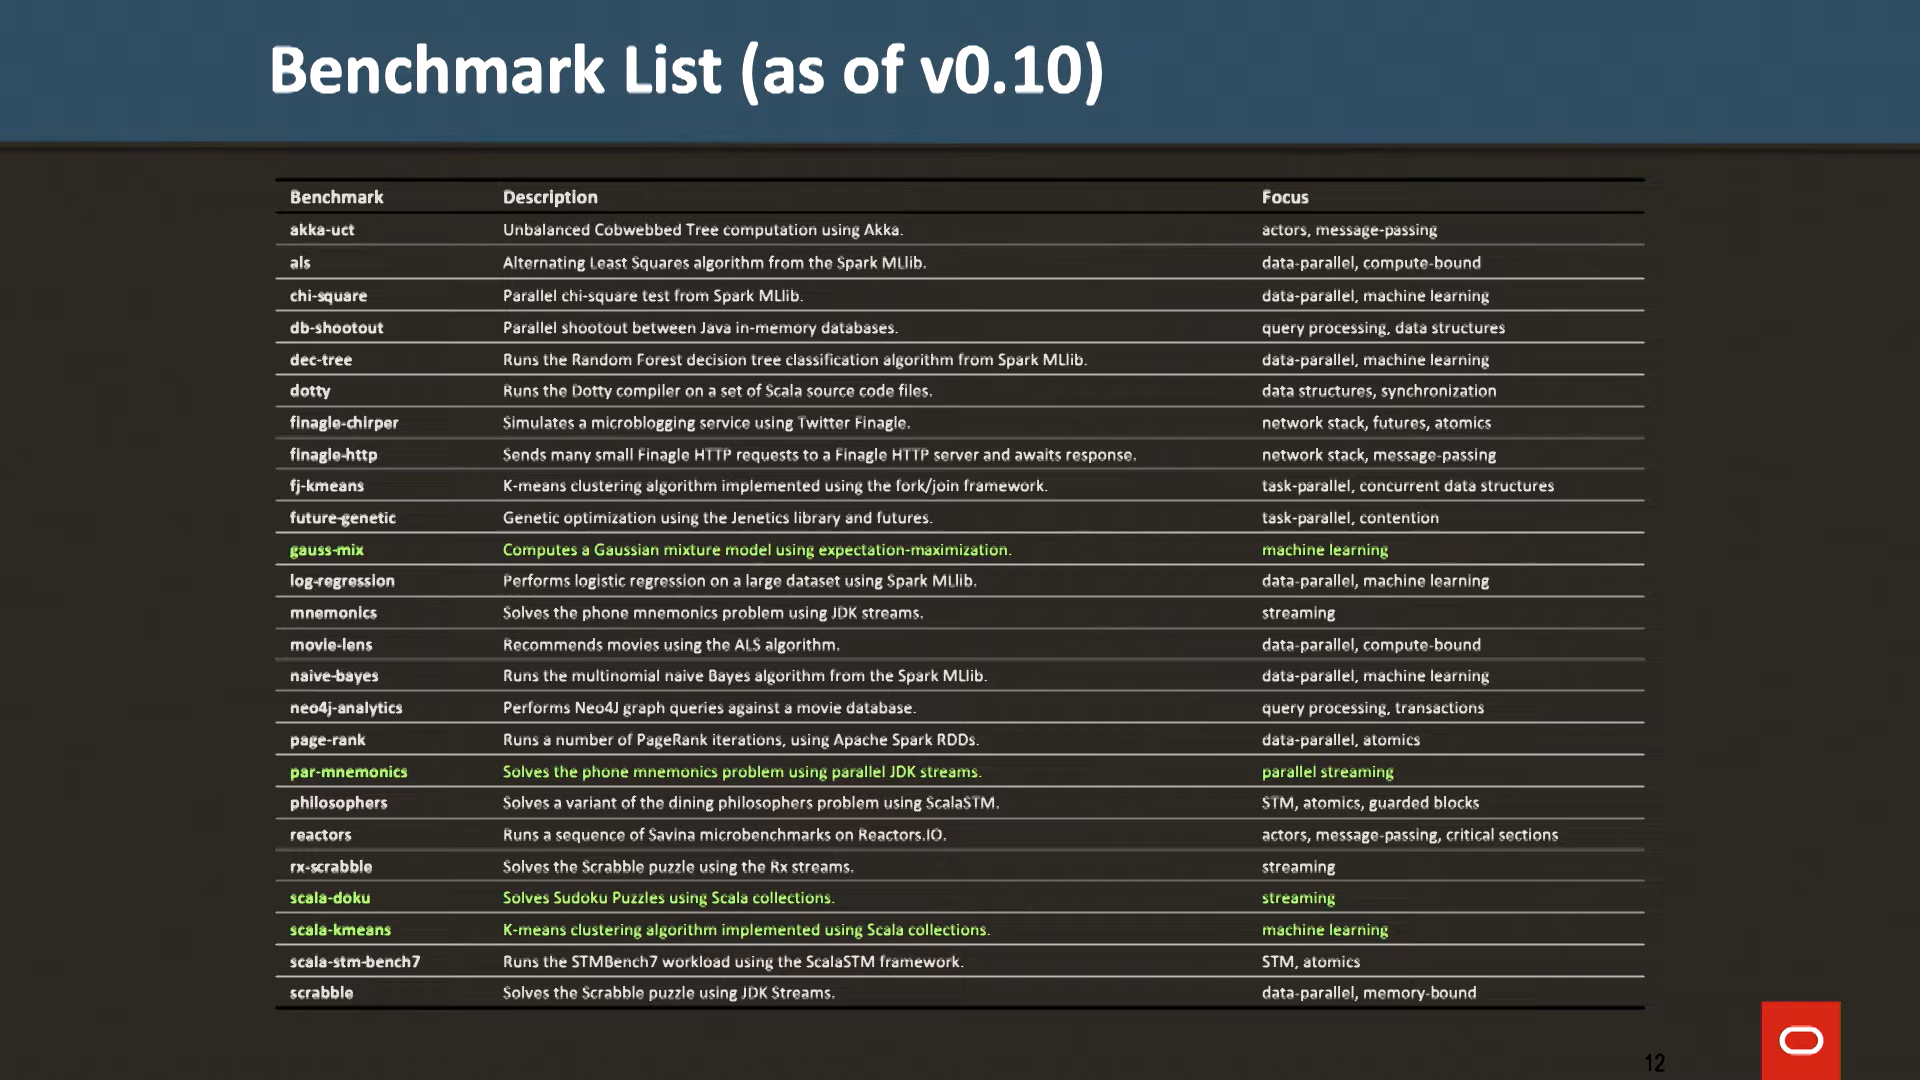 Benchmark List (as of v0.10)
Benchmark Description Focus
akka-uct Unbalanced Cobwebbed Tree computation using Akka. actors, message-passing
als Alternating Least Squares algorithm from the Spark MLlib. data-parallel, compute-bound
chi-square Parallel chi-square test from Spark MLlib. data-parallel, machine learning
db-shootout Parallel shootout between Java in-memory databases. query processing, data structures
dec-tree Runs the Random Forest decision tree classification algorithm from Spark MLlib. data-parallel, machine learning
dotty Runs the Dotty compiler on a set of Scala source code files. data structures, synchronization
finagle-chirper Simulates a microblogging service using Twitter Finagle. network stack, futures, atomics
finagle-http Sends many small Finagle HTTP requests to a Finagle HTTP server and awaits response. network stack, message-passing
fj-kmeans K-means clustering algorithm implemented using the fork/join framework. task-parallel, concurrent data structures
future-genetic Genetic optimization using the Jenetics library and futures. task-parallel, contention
gauss-mix Computes a Gaussian mixture model using expectation-maximization. machine learning
log-regression Performs logistic regression on a large dataset using Spark MLlib. data-parallel, machine learning
mnemonics Solves the phone mnemonics problem using JDK streams. streaming
movie-lens Recommends movies using the ALS algorithm. data-parallel, compute-bound
naive-bayes Runs the multinomial naive Bayes algorithm from the Spark MLlib. data-parallel, machine learning
neo4j-analytics Performs Neo4J graph queries against a movie database. query processing, transactions
page-rank Runs a number of PageRank iterations, using Apache Spark RDDs. data-parallel, atomics
par-mnemonics Solves the phone mnemonics problem using parallel JDK streams. parallel streaming
philosophers Solves a variant of the dining philosophers problem using ScalaSTM. STM, atomics, guarded blocks
reactors Runs a sequence of Savina microbenchmarks on Reactors.IO. actors, message-passing, critical sections
rx-scrabble Solves the Scrabble puzzle using the Rx streams. streaming
scala-doku Solves Sudoku Puzzles using Scala collections. streaming
scala-kmeans K-means clustering algorithm implemented using Scala collections. machine learning
scala-stm-bench7 Runs the STMBench7 workload using the ScalaSTM framework. STM, atomics
scrabble Solves the Scrabble puzzle using JDK Streams. data-parallel, memory-bound
12